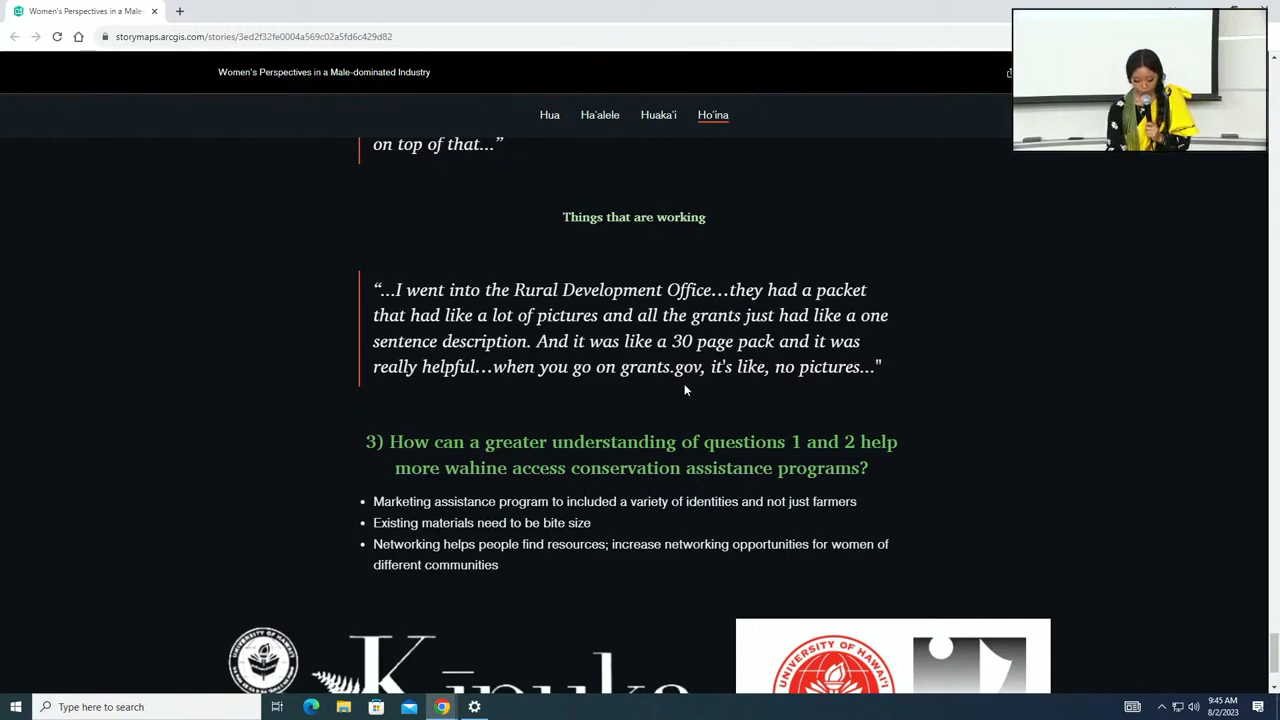 Women's Perspectives in a Male-
storymaps.arcgis.com/stories/3ed2f32fe0004a569c02a5fd6c429d82
Women's Perspectives in a Male-dominated Industry
Hua Ha'alele Huaka'i Ho'ina
on top of that...”
Things that are working
“...I went into the Rural Development Office...they had a packet
that had like a lot of pictures and all the grants just had like a one
sentence description. And it was like a 30 page pack and it was
really helpful...when you go on grants.gov, it's like, no pictures..."
3) How can a greater understanding of questions 1 and 2 help
more wahine access conservation assistance programs?
• Marketing assistance program to included a variety of identities and not just farmers
• Existing materials need to be bite size
• Networking helps people find resources; increase networking opportunities for women of
different communities
UNIVERSITY OF HAWAI'I
Kīpuka
UNIVERSITY OF HAWAI'I
Type here to search
9:45 AM
8/2/2023